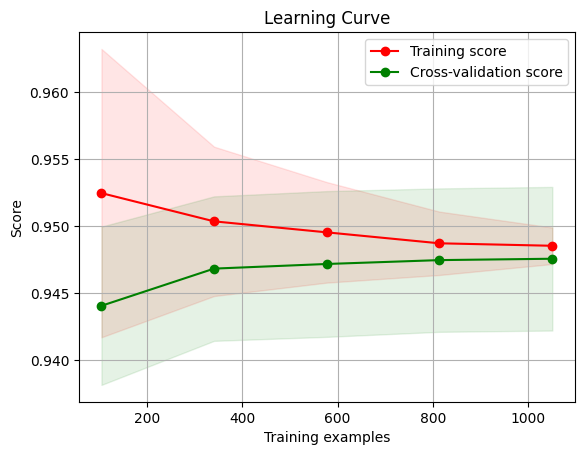 Learning Curve
Training score
Cross-validation score
0.960
0.955
0.950
0.945
0.940
Score
200
400
600
800
1000
Training examples